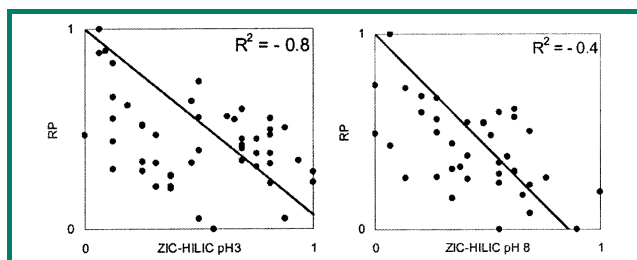 1
R² = - 0.8
RP
0
0
ZIC-HILIC pH3
1
1
R² = - 0.4
RP
0
0
ZIC-HILIC pH 8
1